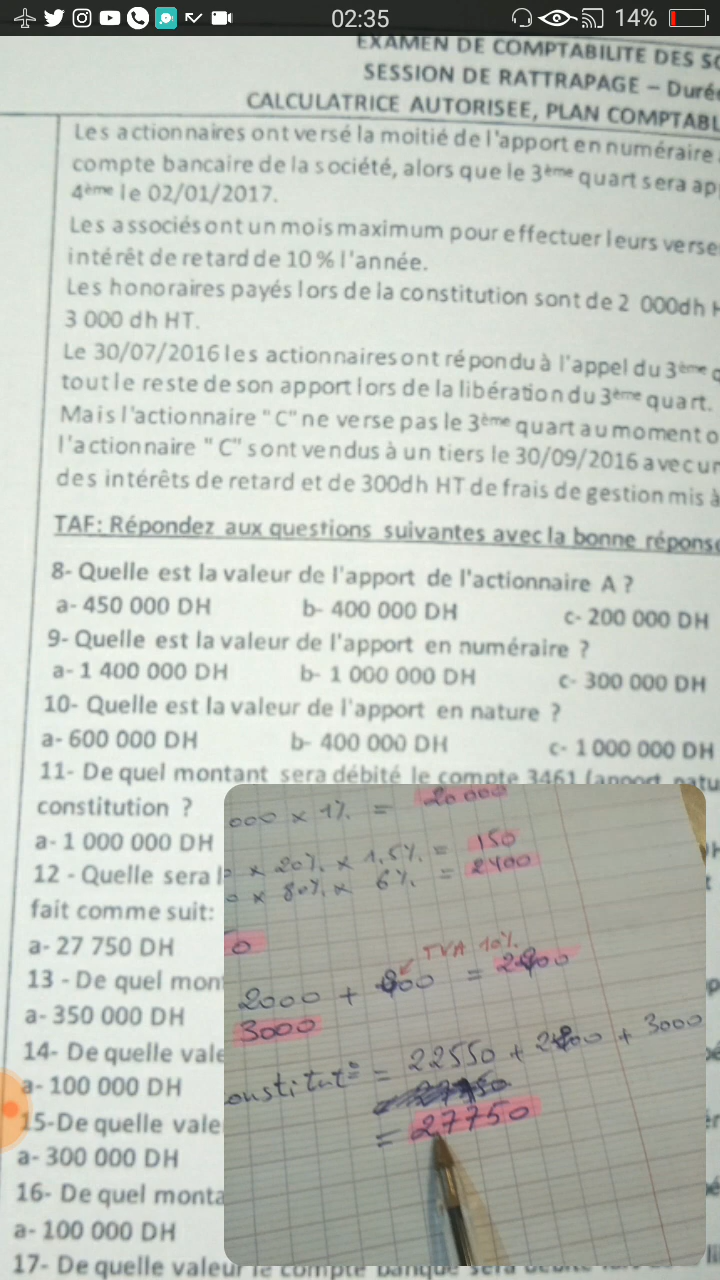 02:35
14%
EXAMEN DE COMPTABILITE DES
SESSION DE RATTRAPAGE – Durée
CALCULATRICE AUTORISEE, PLAN COMPTABL
Les actionnaires ont versé la moitié de l'apport en numéraire
compte bancaire de la société, alors que le 3ème quart sera ap
4ème le 02/01/2017.
Les associés ont un mois maximum pour effectuer leurs verse
intérêt de retard de 10% l'année.
Les honoraires payés lors de la constitution sont de 2 000dh H
3 000 dh HT.
Le 30/07/2016 les actionnaires ont répondu à l'appel du 3ème q
tout le reste de son apport lors de la libération du 3ème quart.
Mais l'actionnaire "C" ne verse pas le 3ème quart au moment o
l'actionnaire "C" sont vendus à un tiers le 30/09/2016 avec un
des intérêts de retard et de 300dh HT de frais de gestion mis à
TAF: Répondez aux questions suivantes avec la bonne réponse
8- Quelle est la valeur de l'apport de l'actionnaire A ?
a- 450 000 DH b- 400 000 DH c- 200 000 DH
9- Quelle est la valeur de l'apport en numéraire ?
a- 1 400 000 DH b- 1 000 000 DH c- 300 000 DH
10- Quelle est la valeur de l'apport en nature ?
a- 600 000 DH b- 400 000 DH c- 1 000 000 DH
11- De quel montant sera débité le compte 3461 (apport natu
constitution ?
a- 1 000 000 DH
12 - Quelle sera l
fait comme suit:
a- 27 750 DH
13 - De quel mon
a- 350 000 DH
14- De quelle vale
a- 100 000 DH
15-De quelle vale
a- 300 000 DH
16- De quel monta
a- 100 000 DH
17- De quelle valeur le compte banque sera débité
000 x 1% = 20 000
x 20% x 1,5% = 150
x 80% x 6% = 2400
0
TVA 10%
2000 + 200 = 2200
3000
onstitut° = 22550 + 2200 + 3000
= 27750